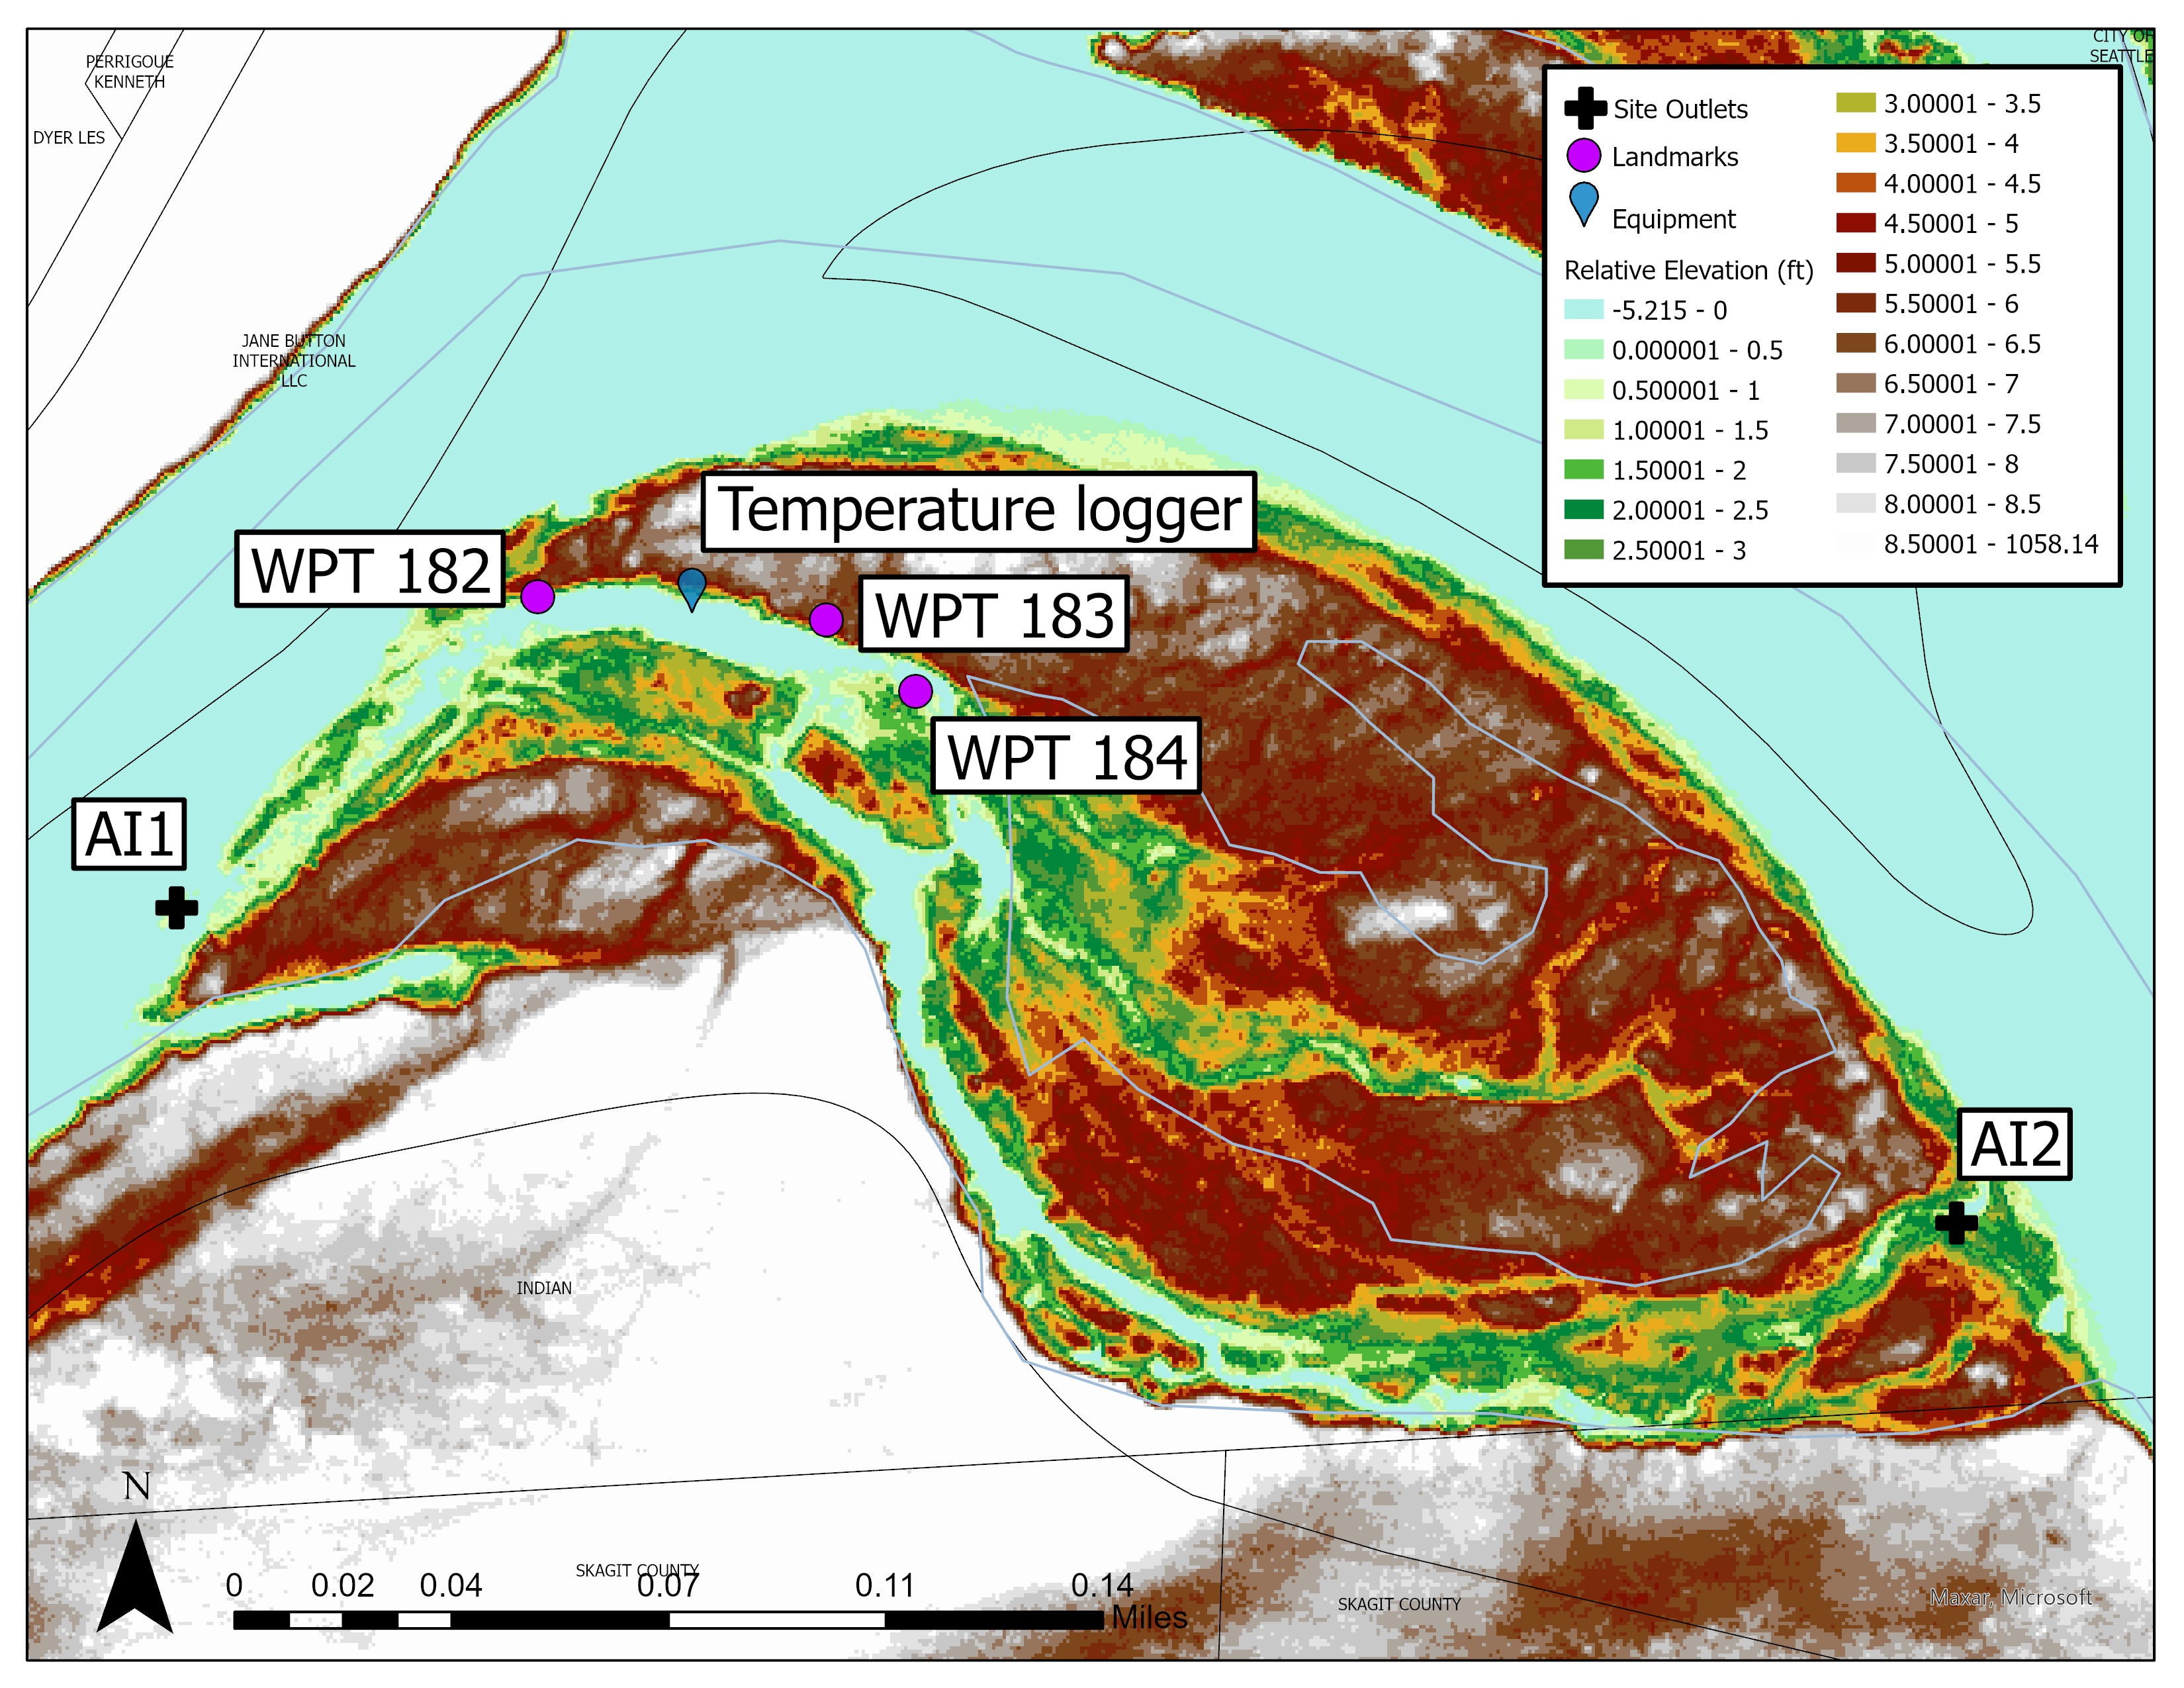 PERRIGOUE
KENNETH
DYER LES
JANE BUTTON
INTERNATIONAL
LLC
CITY OF
SEATTLE
Site Outlets
Landmarks
Equipment
Relative Elevation (ft)
-5.215 - 0
0.000001 - 0.5
0.500001 - 1
1.00001 - 1.5
1.50001 - 2
2.00001 - 2.5
2.50001 - 3
3.00001 - 3.5
3.50001 - 4
4.00001 - 4.5
4.50001 - 5
5.00001 - 5.5
5.50001 - 6
6.00001 - 6.5
6.50001 - 7
7.00001 - 7.5
7.50001 - 8
8.00001 - 8.5
8.50001 - 1058.14
Temperature logger
WPT 182
WPT 183
WPT 184
AI1
AI2
INDIAN
N
SKAGIT COUNTY
0 0.02 0.04 0.07 0.11 0.14
Miles
SKAGIT COUNTY
Maxar, Microsoft